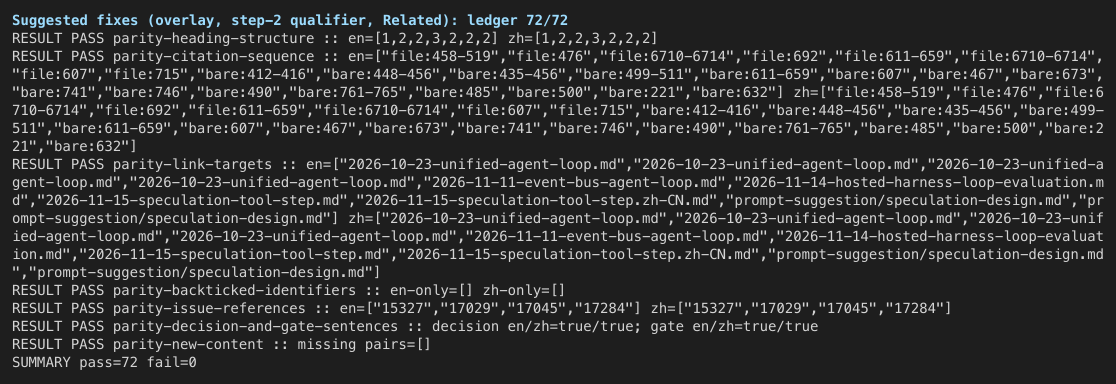 Suggested fixes (overlay, step-2 qualifier, Related): ledger 72/72
RESULT PASS parity-heading-structure :: en=[1,2,2,3,2,2,2] zh=[1,2,2,3,2,2,2]
RESULT PASS parity-citation-sequence :: en=["file:458-519","file:476","file:6710-6714","file:692","file:611-659","file:6710-6714",
"file:607","file:715","bare:412-416","bare:448-456","bare:435-456","bare:499-511","bare:611-659","bare:607","bare:467","bare:673",
"bare:741","bare:746","bare:490","bare:761-765","bare:485","bare:500","bare:221","bare:632"] zh=["file:458-519","file:476","file:6
710-6714","file:692","file:611-659","file:6710-6714","file:607","file:715","bare:412-416","bare:448-456","bare:435-456","bare:499-
511","bare:611-659","bare:607","bare:467","bare:673","bare:741","bare:746","bare:490","bare:761-765","bare:485","bare:500","bare:2
21","bare:632"]
RESULT PASS parity-link-targets :: en=["2026-10-23-unified-agent-loop.md","2026-10-23-unified-agent-loop.md","2026-10-23-unified-a
gent-loop.md","2026-10-23-unified-agent-loop.md","2026-11-11-event-bus-agent-loop.md","2026-11-14-hosted-harness-loop-evaluation.m
d","2026-11-15-speculation-tool-step.md","2026-11-15-speculation-tool-step.zh-CN.md","prompt-suggestion/speculation-design.md","pr
ompt-suggestion/speculation-design.md"] zh=["2026-10-23-unified-agent-loop.md","2026-10-23-unified-agent-loop.md","2026-10-23-unif
ied-agent-loop.md","2026-10-23-unified-agent-loop.md","2026-11-11-event-bus-agent-loop.md","2026-11-14-hosted-harness-loop-evaluat
ion.md","2026-11-15-speculation-tool-step.md","2026-11-15-speculation-tool-step.zh-CN.md","prompt-suggestion/speculation-design.md
","prompt-suggestion/speculation-design.md"]
RESULT PASS parity-backticked-identifiers :: en-only=[] zh-only=[]
RESULT PASS parity-issue-references :: en=["15327","17029","17045","17284"] zh=["15327","17029","17045","17284"]
RESULT PASS parity-decision-and-gate-sentences :: decision en/zh=true/true; gate en/zh=true/true
RESULT PASS parity-new-content :: missing pairs=[]
SUMMARY pass=72 fail=0